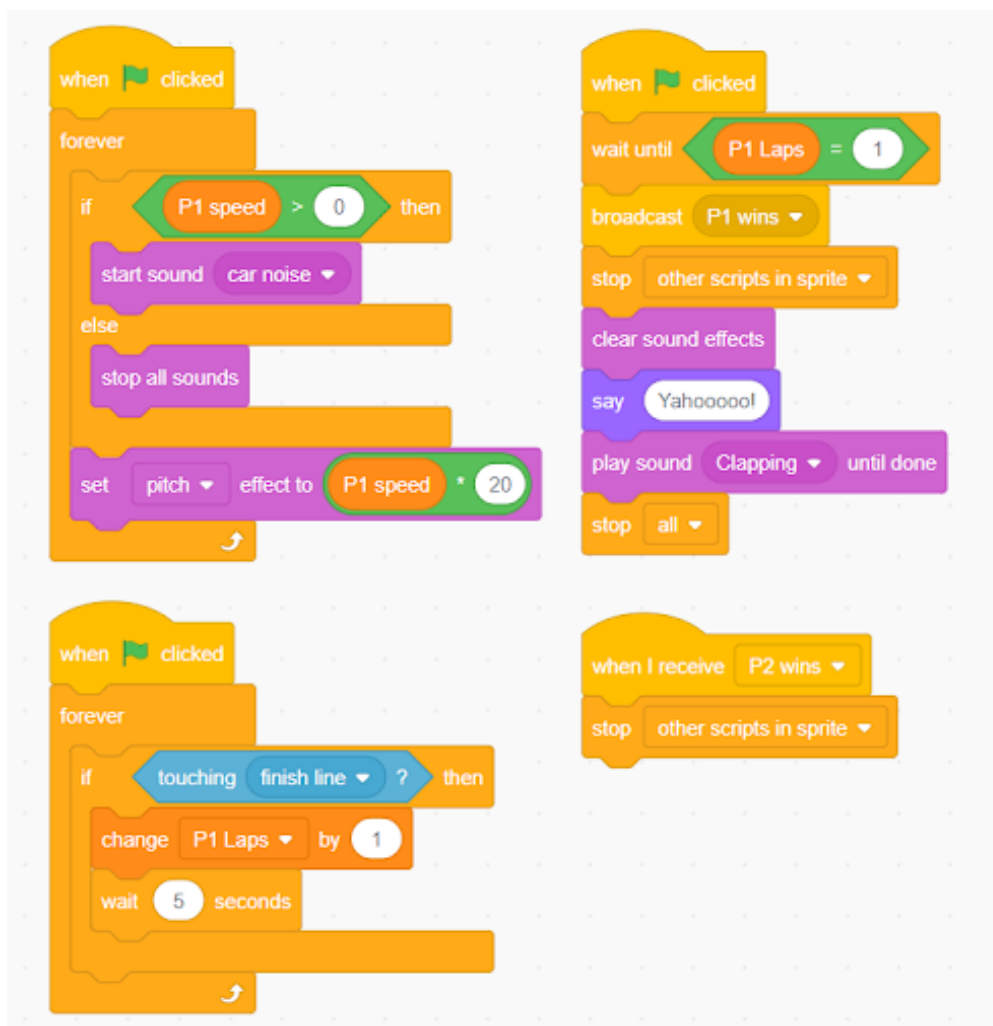 when clicked
forever
if P1 speed > 0 then
start sound car noise
else
stop all sounds
set pitch effect to P1 speed * 20
when clicked
wait until P1 Laps = 1
broadcast P1 wins
stop other scripts in sprite
clear sound effects
say Yahooooo!
play sound Clapping until done
stop all
when clicked
forever
if touching finish line ? then
change P1 Laps by 1
wait 5 seconds
when I receive P2 wins
stop other scripts in sprite